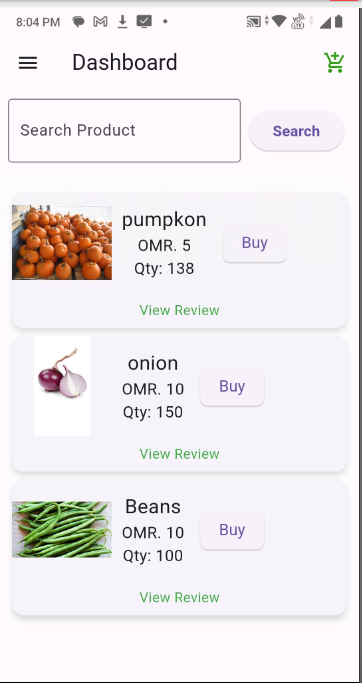 8:04 PM
Dashboard
Search Product
Search
pumpkon
OMR. 5
Qty: 138
Buy
View Review
onion
OMR. 10
Qty: 150
Buy
View Review
Beans
OMR. 10
Qty: 100
Buy
View Review